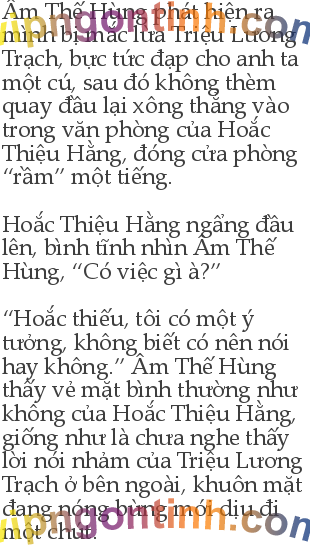 Âm Thế Hùng phát hiện ra
mình bị mắc lừa Triệu Lương
Trạch, bực tức đạp cho anh ta
một cú, sau đó không thèm
quay đầu lại xông thẳng vào
trong văn phòng của Hoắc
Thiệu Hằng, đóng cửa phòng
“rầm” một tiếng.
Hoắc Thiệu Hằng ngẩng đầu
lên, bình tĩnh nhìn Âm Thế
Hùng, “Có việc gì à?”
“Hoắc thiếu, tôi có một ý
tưởng, không biết có nên nói
hay không.” Âm Thế Hùng
thấy vẻ mặt bình thường như
không của Hoắc Thiệu Hằng,
giống như là chưa nghe thấy
lời nói nhảm của Triệu Lương
Trạch ở bên ngoài, khuôn mặt
đang nóng bừng mới dịu đi
một chút.
vipngontinh.com